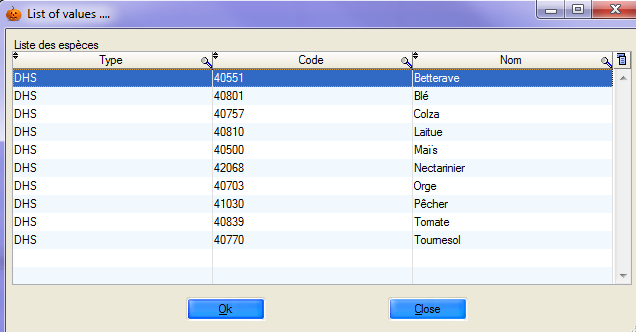 List of values ....
Liste des espèces
Type Code Nom
DHS 40551 Betterave
DHS 40801 Blé
DHS 40757 Colza
DHS 40810 Laitue
DHS 40500 Maïs
DHS 42068 Nectarinier
DHS 40703 Orge
DHS 41030 Pêcher
DHS 40839 Tomate
DHS 40770 Tournesol
Ok Close